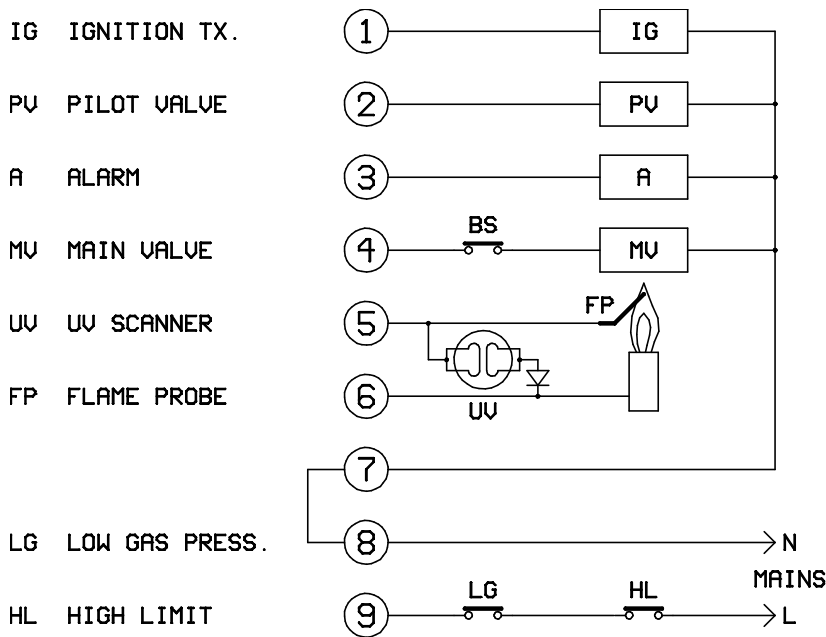 IG IGNITION TX. 1 IG
PV PILOT VALVE 2 PV
A ALARM 3 A
BS
MV MAIN VALVE 4 MV
FP
UV UV SCANNER 5
FP FLAME PROBE 6
UV
7
LG LOW GAS PRESS. 8 N
MAINS
LG HL
HL HIGH LIMIT 9 L